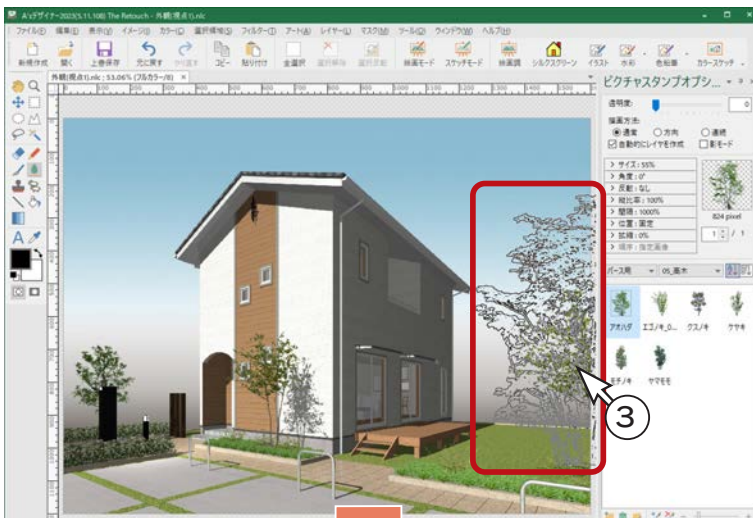 A'sデザイナー2023(5.11.108) The Retouch - 外観(視点1).nlc
ファイル(F) 編集(E) 表示(V) イメージ(I) カラー(C) 選択領域(S) フィルター(T) アート(A) レイヤー(L) マスク(M) ツール(O) ウィンドウ(W) ヘルプ(H)
新規作成 開く 上書保存 元に戻す やり直す コピー 貼り付け 全選択 選択解除 選択反転 絵画モード スケッチモード 絵画調 シルクスクリーン イラスト 水彩 色鉛筆 カラースケッチ
外観(視点1).nlc ; 53.06% (フルカラー/8) ×
ピクチャスタンプオプシ...
透明度: 0
描画方法:
通常 方向 連続
自動的にレイヤを作成 影モード
サイズ: 55%
角度: 0°
反射: なし
縦比率: 100%
間隔: 1000%
位置: 固定
拡縮: 0%
順序: 指定画像
824 pixel
1 / 1
パース用 05_高木
アオハダ エゴノキ_0... クスノキ ケヤキ
モチノキ ヤマモモ
3